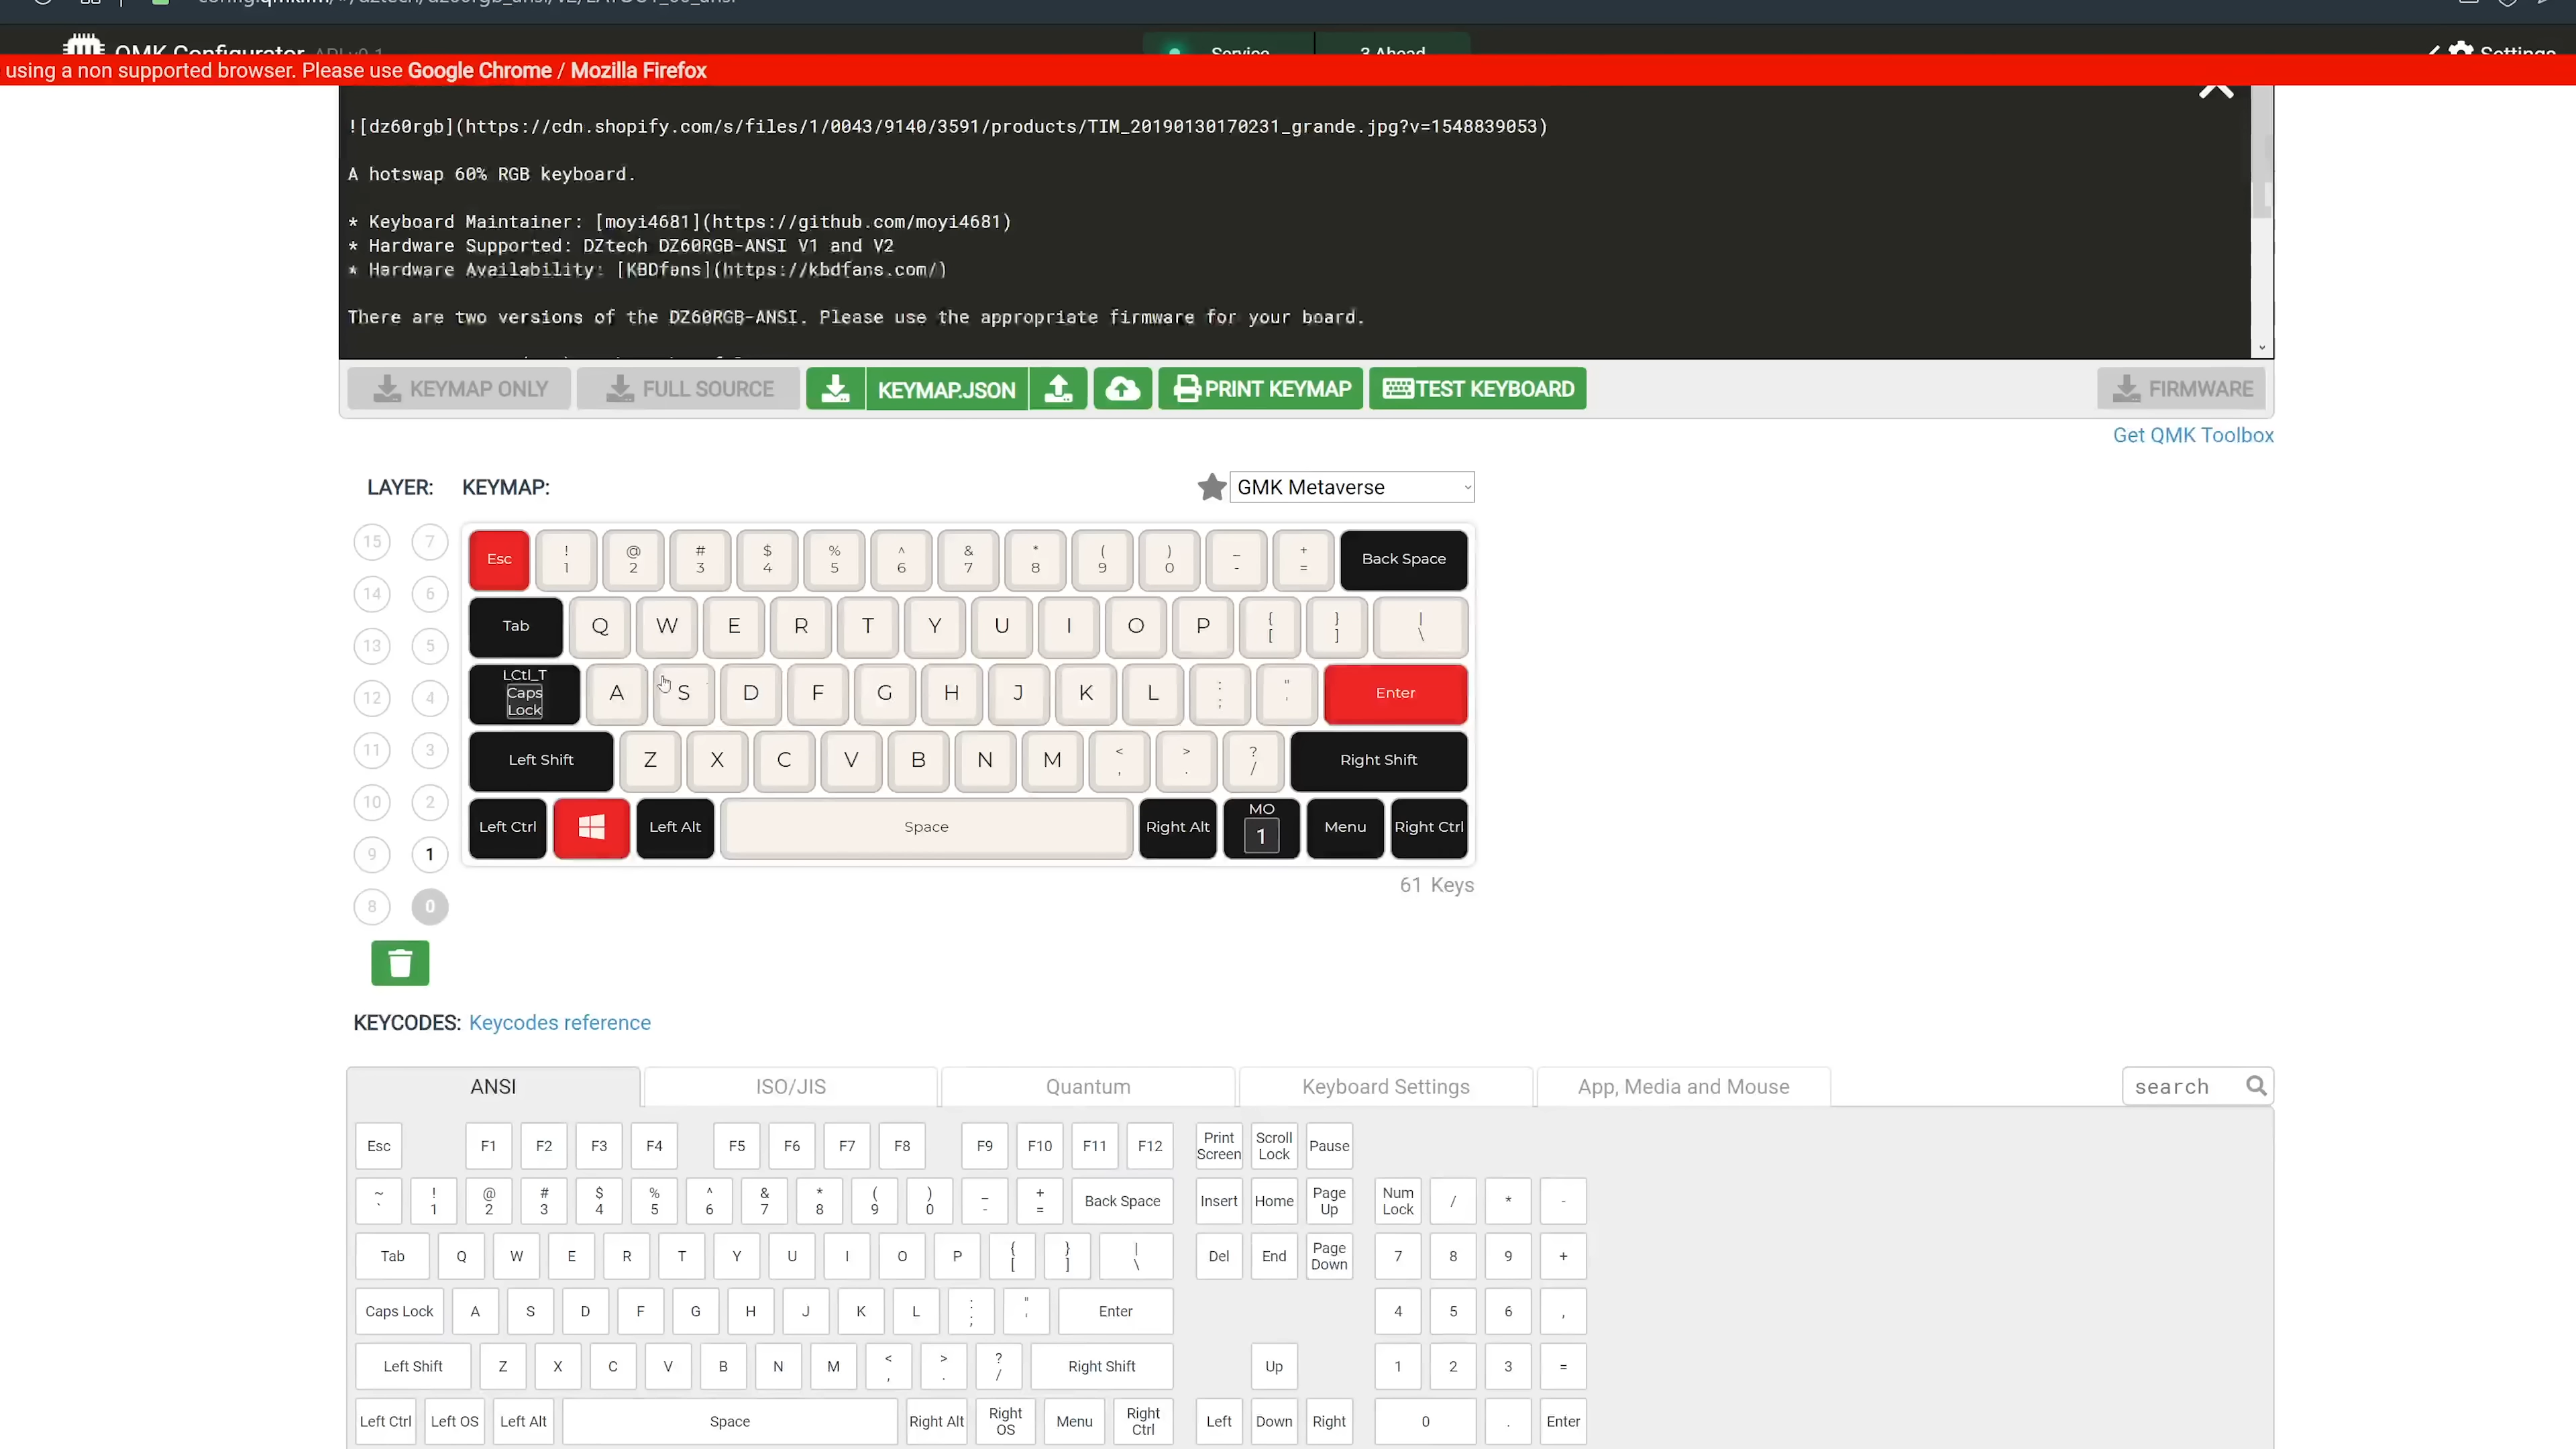 QMK Configurator API v0.1
Service
3 Ahead
Settings
using a non supported browser. Please use Google Chrome / Mozilla Firefox
![dz60rgb](https://cdn.shopify.com/s/files/1/0043/9140/3591/products/TIM_20190130170231_grande.jpg?v=1548839053)
A hotswap 60% RGB keyboard.
* Keyboard Maintainer: [moyi4681](https://github.com/moyi4681)
* Hardware Supported: DZtech DZ60RGB-ANSI V1 and V2
* Hardware Availability: [KBDfans](https://kbdfans.com/)
There are two versions of the DZ60RGB-ANSI. Please use the appropriate firmware for your board.
KEYMAP ONLY
FULL SOURCE
KEYMAP.JSON
PRINT KEYMAP
TEST KEYBOARD
FIRMWARE
Get QMK Toolbox
LAYER:
KEYMAP:
GMK Metaverse
15 7
14 6
13 5
12 4
11 3
10 2
9 1
8 0
Esc ! 1 @ 2 # 3 $ 4 % 5 ^ 6 & 7 * 8 ( 9 ) 0 _ - + = Back Space
Tab Q W E R T Y U I O P { [ } ] | \
LCtl_T Caps Lock A S D F G H J K L : ; " ' Enter
Left Shift Z X C V B N M < , > . ? / Right Shift
Left Ctrl Left Alt Space Right Alt MO 1 Menu Right Ctrl
61 Keys
KEYCODES: Keycodes reference
ANSI
ISO/JIS
Quantum
Keyboard Settings
App, Media and Mouse
search
Esc F1 F2 F3 F4 F5 F6 F7 F8 F9 F10 F11 F12 Print Screen Scroll Lock Pause
~ ` ! 1 @ 2 # 3 $ 4 % 5 ^ 6 & 7 * 8 ( 9 ) 0 _ - + = Back Space Insert Home Page Up Num Lock / * -
Tab Q W E R T Y U I O P { [ } ] | \ Del End Page Down 7 8 9 +
Caps Lock A S D F G H J K L : ; " ' Enter 4 5 6 ,
Left Shift Z X C V B N M < , > . ? / Right Shift Up 1 2 3 =
Left Ctrl Left OS Left Alt Space Right Alt Right OS Menu Right Ctrl Left Down Right 0 . Enter